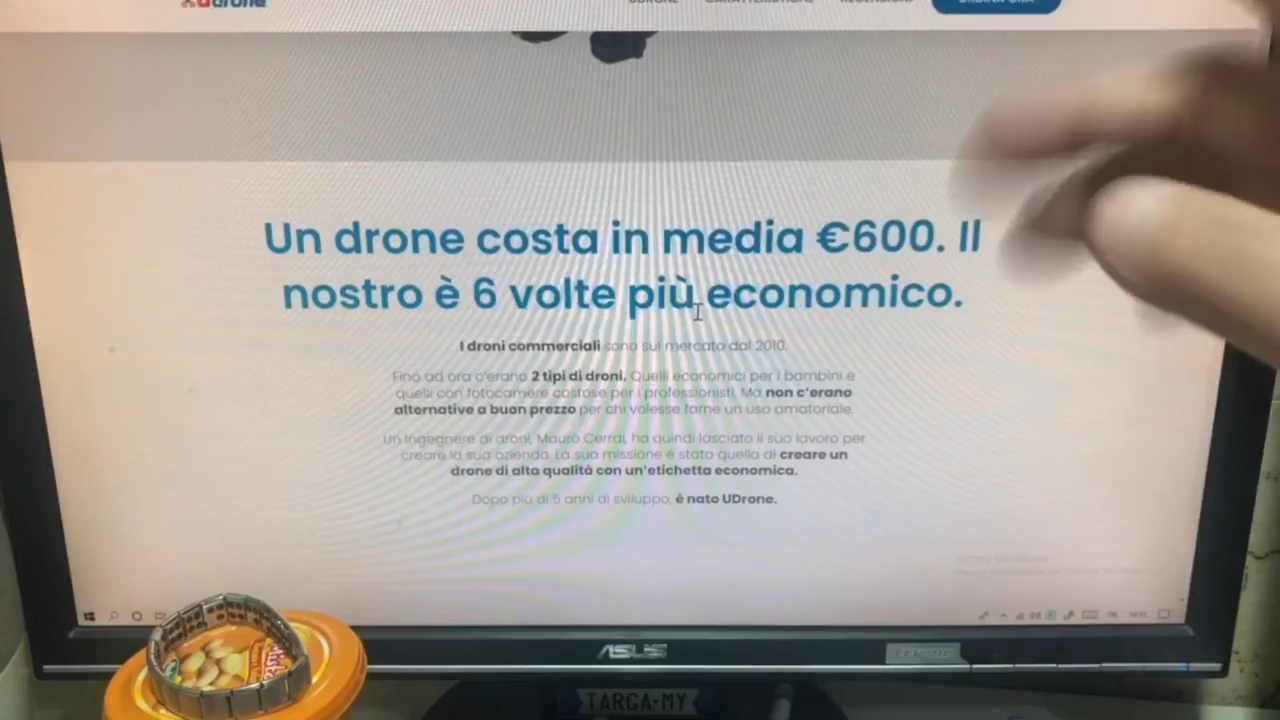 udrone
Un drone costa in media €600. Il
nostro è 6 volte più economico.
I droni commerciali sono sul mercato dal 2010.
Fino ad ora c'erano 2 tipi di droni. Quelli economici per i bambini e
quelli con fotocamere costose per i professionisti. Ma non c'erano
alternative a buon prezzo per chi volesse farne un uso amatoriale.
Un ingegnere di droni, Mauro Cerrai, ha quindi lasciato il suo lavoro per
creare la sua azienda. La sua missione è stata quella di creare un
drone di alta qualità con un'etichetta economica.
Dopo più di 5 anni di sviluppo, è nato UDrone.
ASUS
TARGA-MY